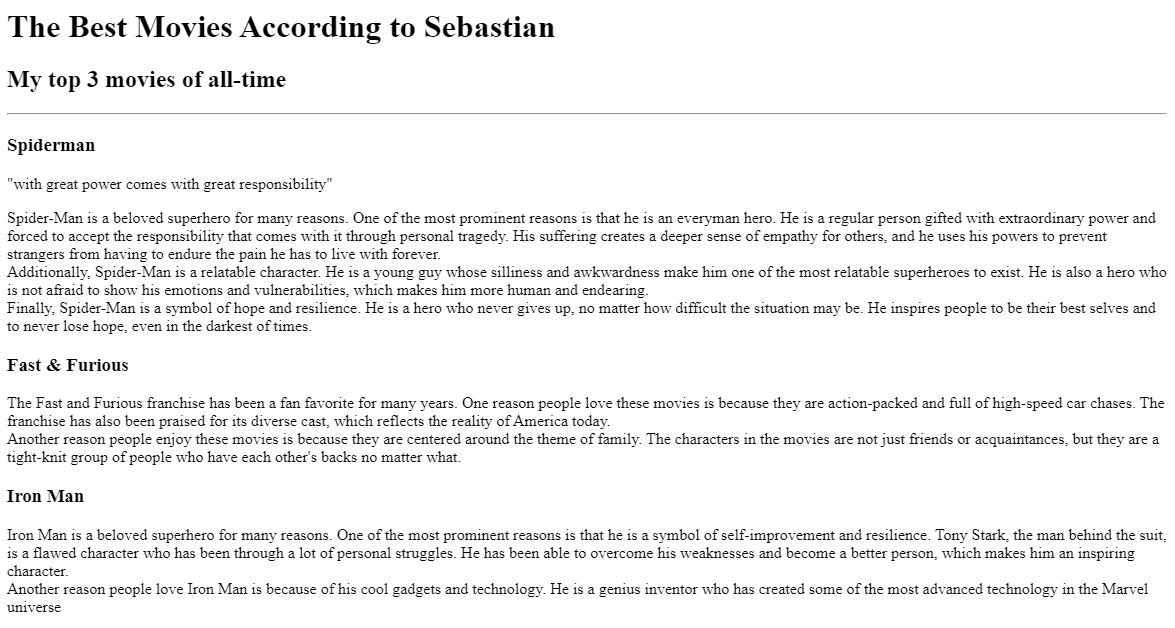 The Best Movies According to Sebastian
My top 3 movies of all-time
Spiderman
"with great power comes with great responsibility"
Spider-Man is a beloved superhero for many reasons. One of the most prominent reasons is that he is an everyman hero. He is a regular person gifted with extraordinary power and
forced to accept the responsibility that comes with it through personal tragedy. His suffering creates a deeper sense of empathy for others, and he uses his powers to prevent
strangers from having to endure the pain he has to live with forever.
Additionally, Spider-Man is a relatable character. He is a young guy whose silliness and awkwardness make him one of the most relatable superheroes to exist. He is also a hero who
is not afraid to show his emotions and vulnerabilities, which makes him more human and endearing.
Finally, Spider-Man is a symbol of hope and resilience. He is a hero who never gives up, no matter how difficult the situation may be. He inspires people to be their best selves and
to never lose hope, even in the darkest of times.
Fast & Furious
The Fast and Furious franchise has been a fan favorite for many years. One reason people love these movies is because they are action-packed and full of high-speed car chases. The
franchise has also been praised for its diverse cast, which reflects the reality of America today.
Another reason people enjoy these movies is because they are centered around the theme of family. The characters in the movies are not just friends or acquaintances, but they are a
tight-knit group of people who have each other's backs no matter what.
Iron Man
Iron Man is a beloved superhero for many reasons. One of the most prominent reasons is that he is a symbol of self-improvement and resilience. Tony Stark, the man behind the suit,
is a flawed character who has been through a lot of personal struggles. He has been able to overcome his weaknesses and become a better person, which makes him an inspiring
character.
Another reason people love Iron Man is because of his cool gadgets and technology. He is a genius inventor who has created some of the most advanced technology in the Marvel
universe